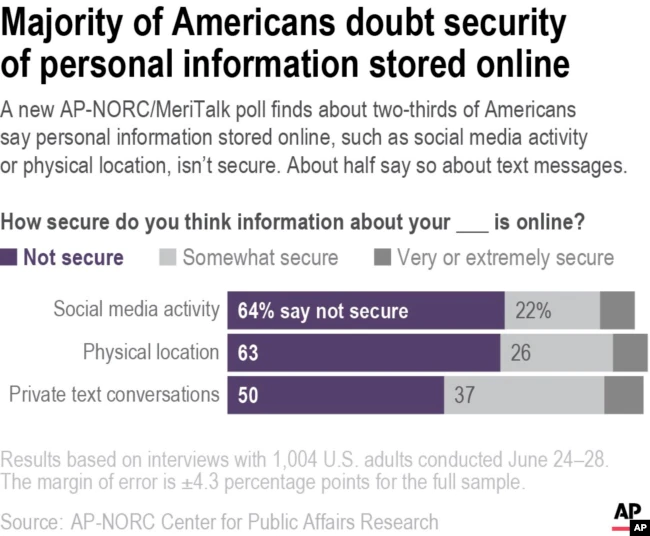 Majority of Americans doubt security
of personal information stored online
A new AP-NORC/MeriTalk poll finds about two-thirds of Americans
say personal information stored online, such as social media activity
or physical location, isn't secure. About half say so about text messages.
How secure do you think information about your ___ is online?
Not secure Somewhat secure Very or extremely secure
Social media activity 64% say not secure 22%
Physical location 63 26
Private text conversations 50 37
Results based on interviews with 1,004 U.S. adults conducted June 24–28.
The margin of error is ±4.3 percentage points for the full sample.
Source: AP-NORC Center for Public Affairs Research
AP
AP